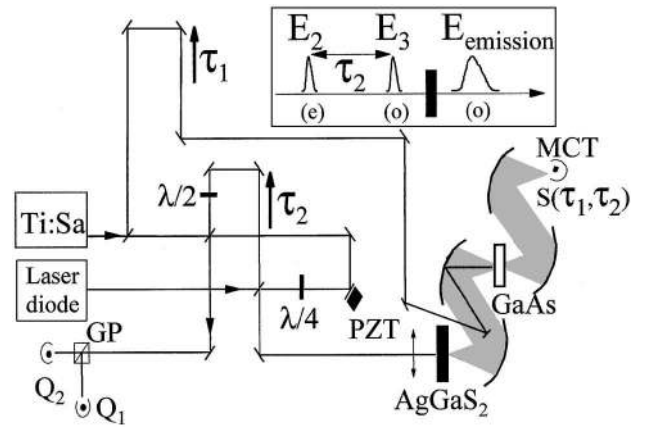 E₂ E₃ E_emission
τ₂
(e) (o) (o)
τ₁
MCT
S(τ₁,τ₂)
λ/2
τ₂
Ti:Sa
Laser
diode
λ/4
GaAs
PZT
GP
AgGaS₂
Q₂
Q₁